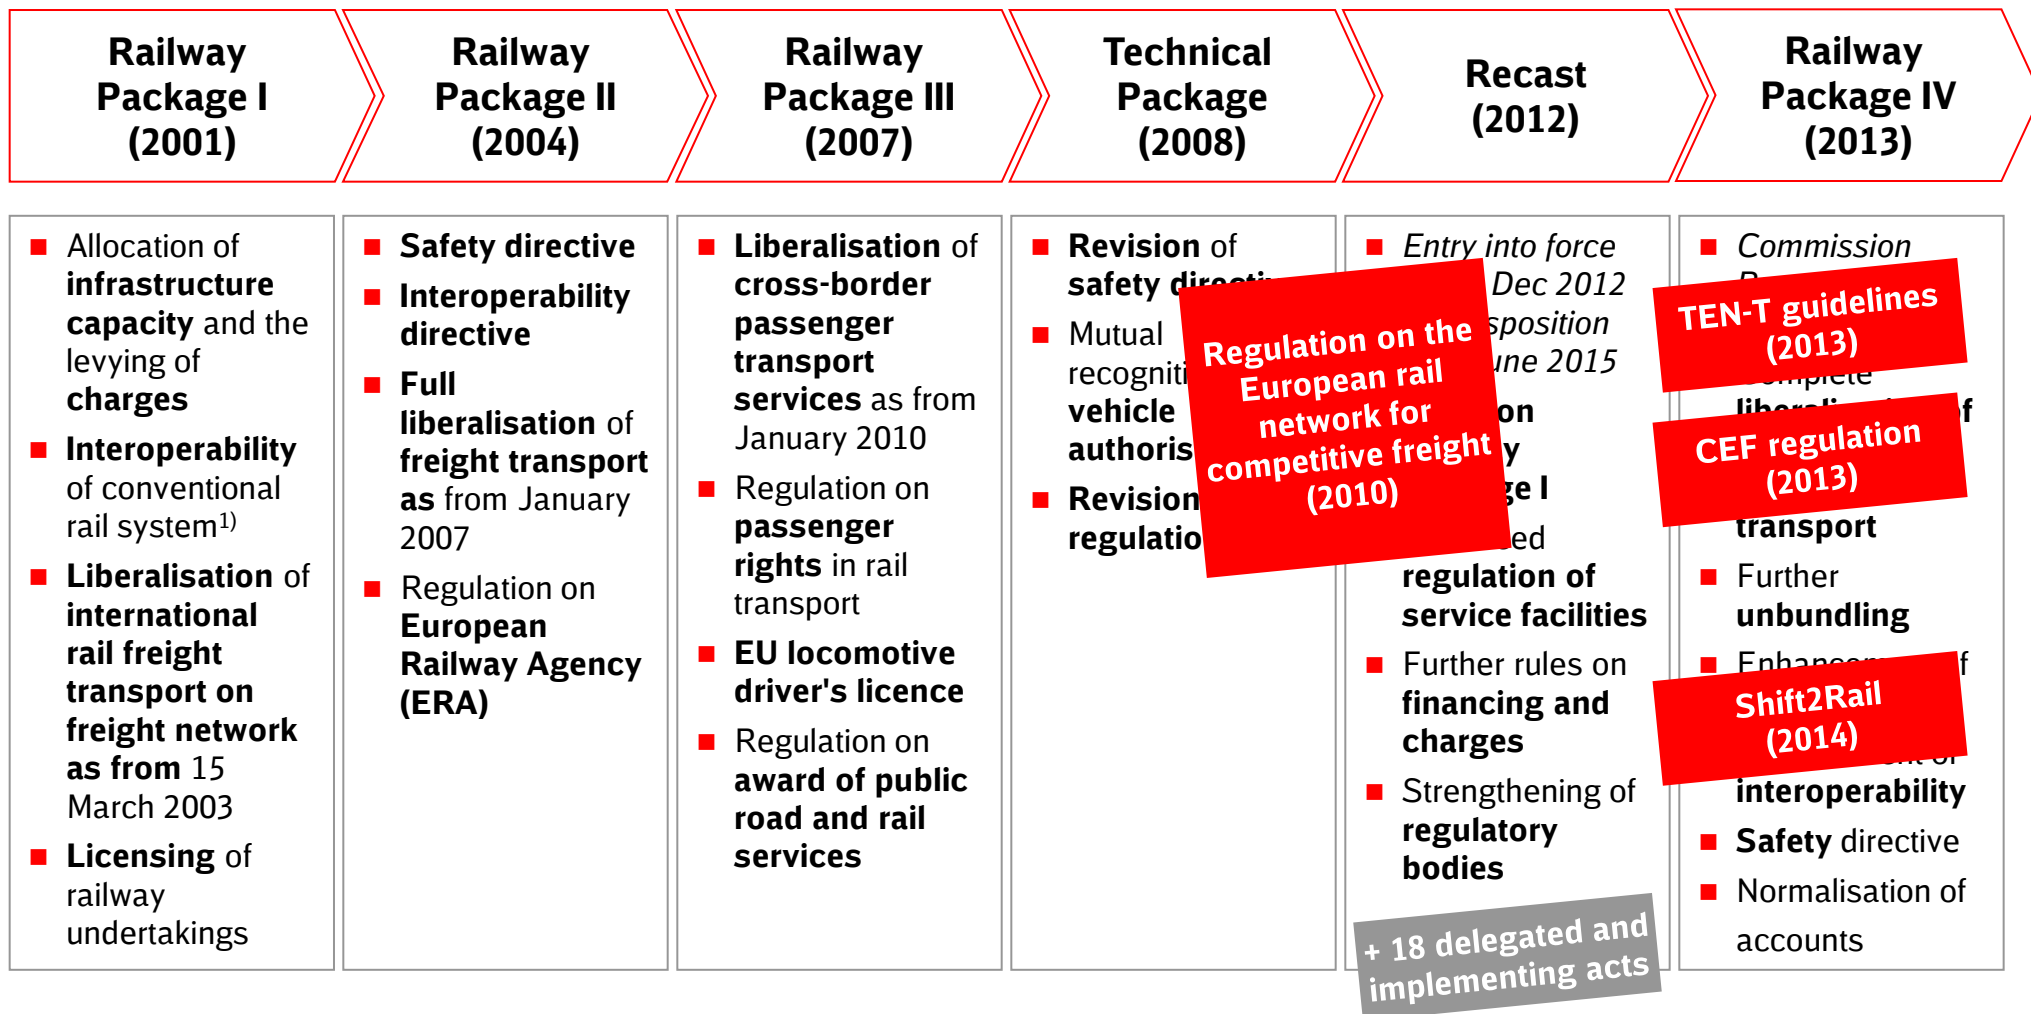 Railway
Package I
(2001)
Railway
Package II
(2004)
Railway
Package III
(2007)
Technical
Package
(2008)
Recast
(2012)
Railway
Package IV
(2013)
Allocation of
infrastructure
capacity and the
levying of
charges
Interoperability
of conventional
rail system1)
Liberalisation of
international
rail freight
transport on
freight network
as from 15
March 2003
Licensing of
railway
undertakings
Safety directive
Interoperability
directive
Full
liberalisation of
freight transport
as from January
2007
Regulation on
European
Railway Agency
(ERA)
Liberalisation of
cross-border
passenger
transport
services as from
January 2010
Regulation on
passenger
rights in rail
transport
EU locomotive
driver's licence
Regulation on
award of public
road and rail
services
Revision of
safety
Mutual
vehicle
Revision
Regulation on the
European rail
network for
competitive freight
(2010)
Entry into force
Dec 2012
2015
I
regulation of
service facilities
Further rules on
financing and
charges
Strengthening of
regulatory
bodies
+ 18 delegated and
implementing acts
Commission
TEN-T guidelines
(2013)
CEF regulation
(2013)
transport
Further
unbundling
Shift2Rail
(2014)
interoperability
Safety directive
Normalisation of
accounts